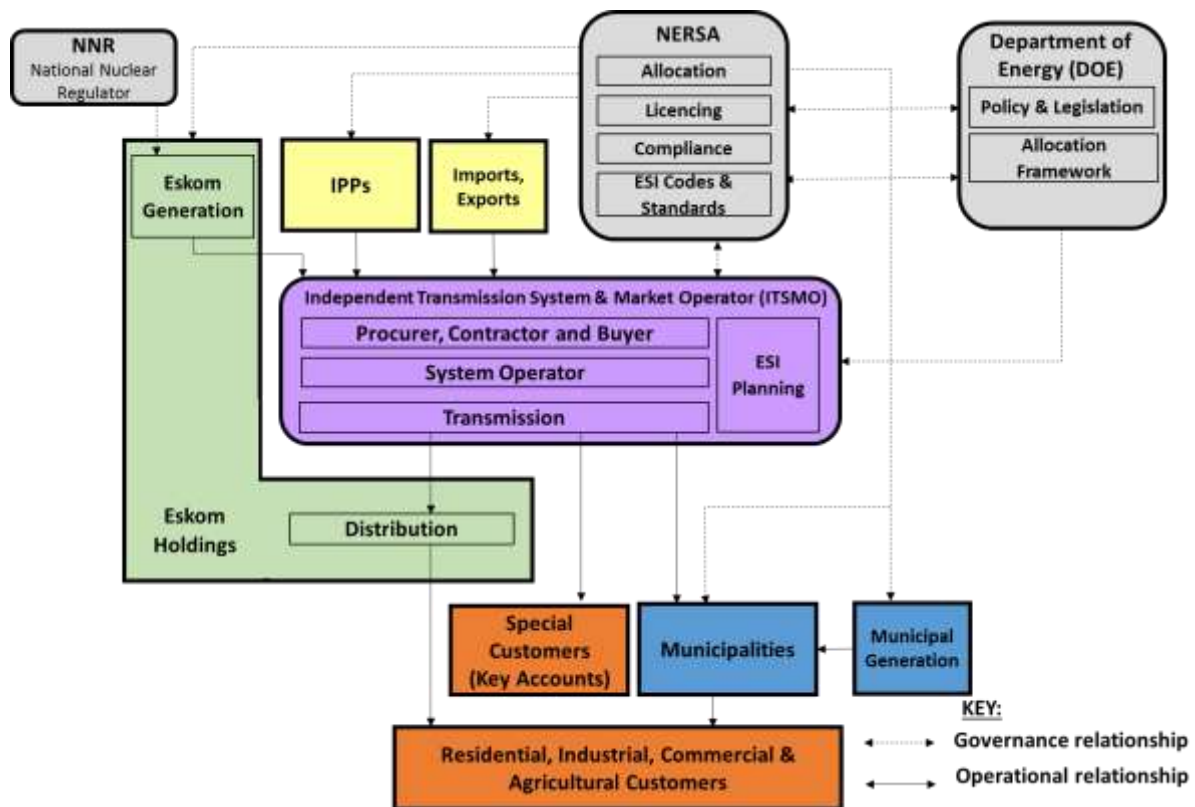 NNR
National Nuclear
Regulator
NERSA
Allocation
Licencing
Compliance
ESI Codes &
Standards
Department of
Energy (DOE)
Policy & Legislation
Allocation
Framework
Eskom
Generation
IPPs
Imports,
Exports
Independent Transmission System & Market Operator (ITSMO)
Procurer, Contractor and Buyer
System Operator
Transmission
ESI
Planning
Eskom
Holdings
Distribution
Special
Customers
(Key Accounts)
Municipalities
Municipal
Generation
KEY:
Governance relationship
Operational relationship
Residential, Industrial, Commercial &
Agricultural Customers